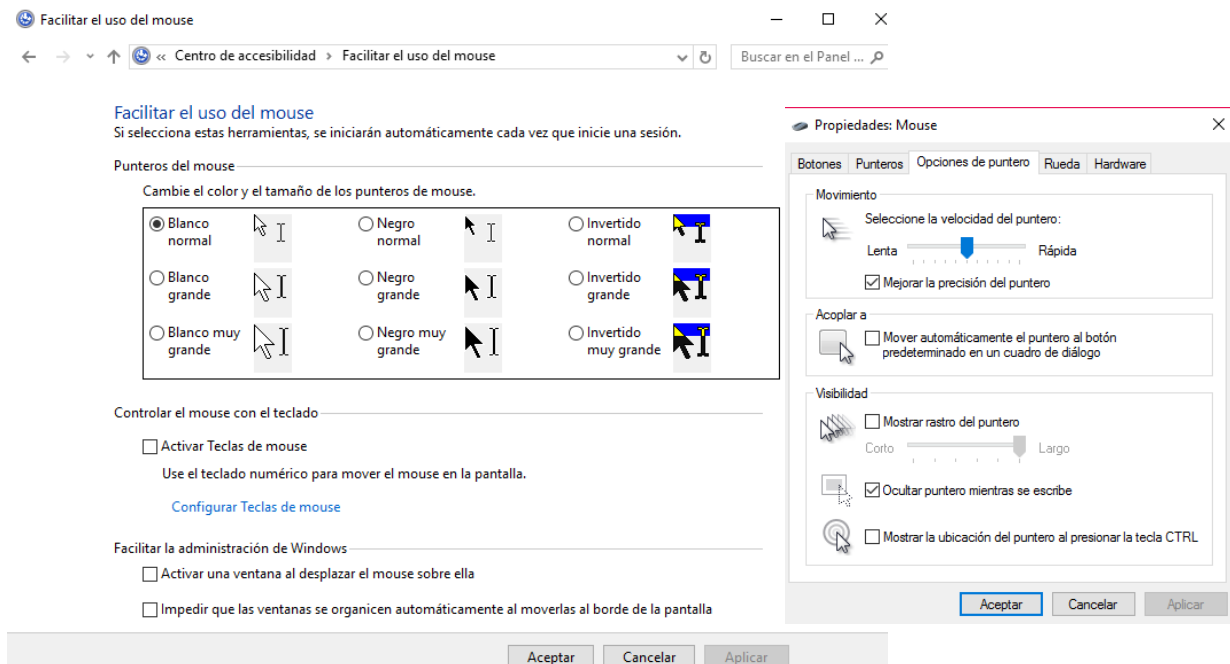 Facilitar el uso del mouse
« Centro de accesibilidad › Facilitar el uso del mouse
Buscar en el Panel ...
Facilitar el uso del mouse
Si selecciona estas herramientas, se iniciarán automáticamente cada vez que inicie una sesión.
Punteros del mouse
Cambie el color y el tamaño de los punteros de mouse.
Blanco normal
Negro normal
Invertido normal
Blanco grande
Negro grande
Invertido grande
Blanco muy grande
Negro muy grande
Invertido muy grande
Controlar el mouse con el teclado
Activar Teclas de mouse
Use el teclado numérico para mover el mouse en la pantalla.
Configurar Teclas de mouse
Facilitar la administración de Windows
Activar una ventana al desplazar el mouse sobre ella
Impedir que las ventanas se organicen automáticamente al moverlas al borde de la pantalla
Aceptar Cancelar Aplicar
Propiedades: Mouse
Botones Punteros Opciones de puntero Rueda Hardware
Movimiento
Seleccione la velocidad del puntero:
Lenta Rápida
Mejorar la precisión del puntero
Acoplar a
Mover automáticamente el puntero al botón
predeterminado en un cuadro de diálogo
Visibilidad
Mostrar rastro del puntero
Corto Largo
Ocultar puntero mientras se escribe
Mostrar la ubicación del puntero al presionar la tecla CTRL
Aceptar Cancelar Aplicar